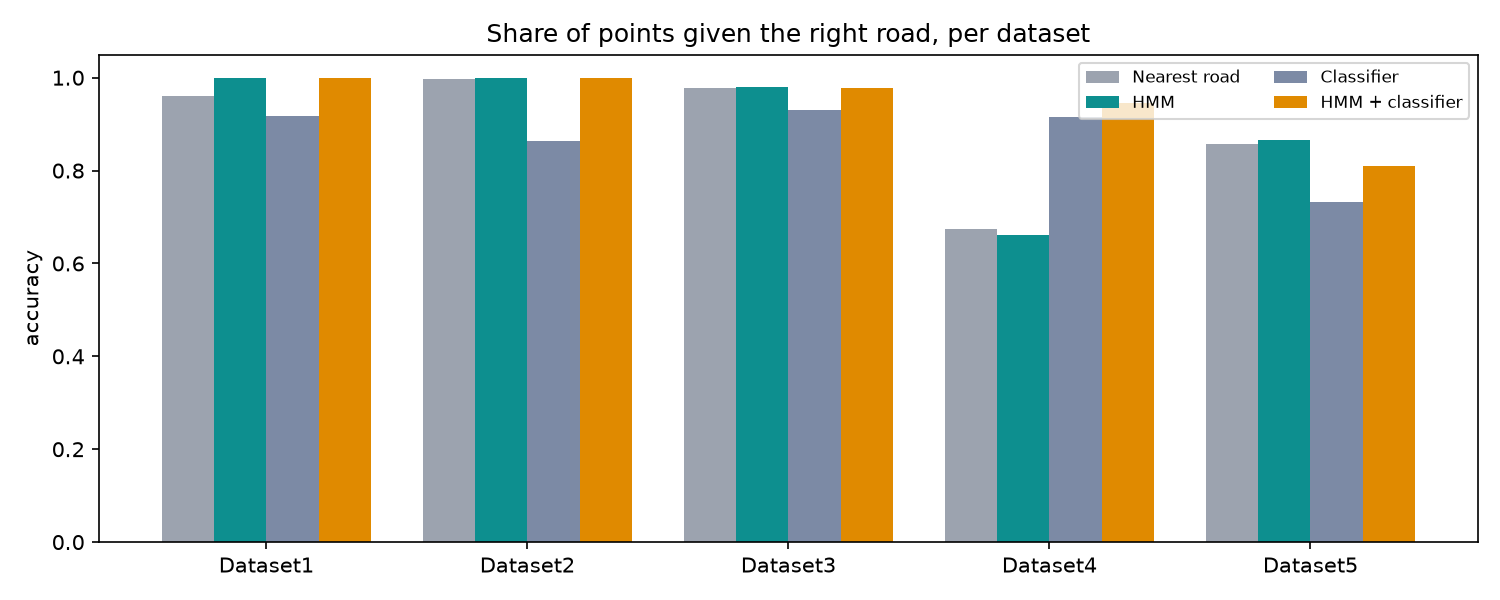 Share of points given the right road, per dataset
Nearest road
HMM
Classifier
HMM + classifier
accuracy
1.0
0.8
0.6
0.4
0.2
0.0
Dataset1 Dataset2 Dataset3 Dataset4 Dataset5